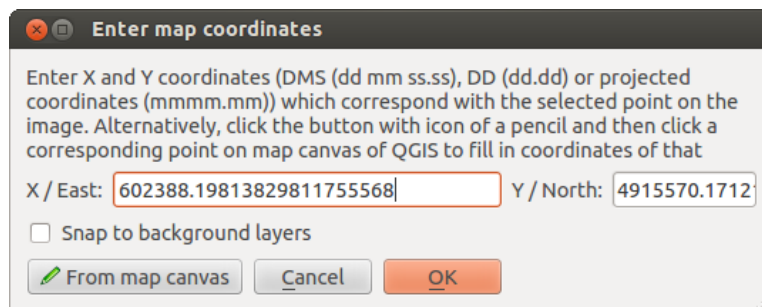 Enter map coordinates
Enter X and Y coordinates (DMS (dd mm ss.ss), DD (dd.dd) or projected
coordinates (mmmm.mm)) which correspond with the selected point on the
image. Alternatively, click the button with icon of a pencil and then click a
corresponding point on map canvas of QGIS to fill in coordinates of that
X / East: 602388.19813829811755568 Y / North: 4915570.1712
Snap to background layers
From map canvas Cancel OK